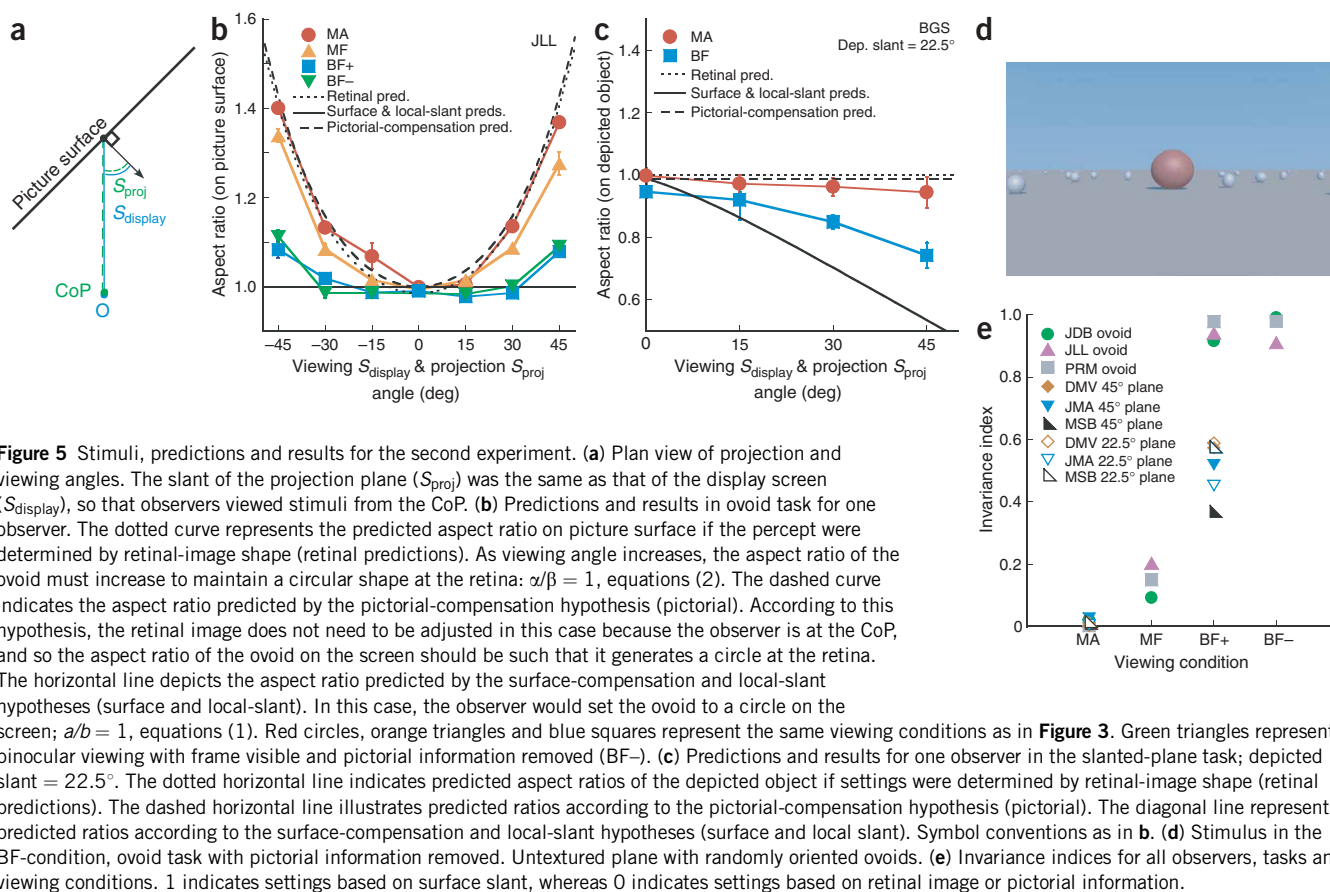 a
Picture surface
Sproj
Sdisplay
CoP
O
b
JLL
MA
MF
BF+
BF–
Retinal pred.
Surface & local-slant preds.
Pictorial-compensation pred.
Aspect ratio (on picture surface)
1.6
1.4
1.2
1.0
–45 –30 –15 0 15 30 45
Viewing Sdisplay & projection Sproj
angle (deg)
c
BGS
Dep. slant = 22.5°
MA
BF
Retinal pred.
Surface & local-slant preds.
Pictorial-compensation pred.
Aspect ratio (on depicted object)
1.4
1.2
1.0
0.8
0.6
0 15 30 45
Viewing Sdisplay & projection Sproj
angle (deg)
d
e
JDB ovoid
JLL ovoid
PRM ovoid
DMV 45° plane
JMA 45° plane
MSB 45° plane
DMV 22.5° plane
JMA 22.5° plane
MSB 22.5° plane
Invariance index
1.0
0.8
0.6
0.4
0.2
0
MA MF BF+ BF–
Viewing condition
Figure 5 Stimuli, predictions and results for the second experiment. (a) Plan view of projection and
viewing angles. The slant of the projection plane (Sproj) was the same as that of the display screen
(Sdisplay), so that observers viewed stimuli from the CoP. (b) Predictions and results in ovoid task for one
observer. The dotted curve represents the predicted aspect ratio on picture surface if the percept were
determined by retinal-image shape (retinal predictions). As viewing angle increases, the aspect ratio of the
ovoid must increase to maintain a circular shape at the retina: α/β = 1, equations (2). The dashed curve
indicates the aspect ratio predicted by the pictorial-compensation hypothesis (pictorial). According to this
hypothesis, the retinal image does not need to be adjusted in this case because the observer is at the CoP,
and so the aspect ratio of the ovoid on the screen should be such that it generates a circle at the retina.
The horizontal line depicts the aspect ratio predicted by the surface-compensation and local-slant
hypotheses (surface and local-slant). In this case, the observer would set the ovoid to a circle on the
screen; a/b = 1, equations (1). Red circles, orange triangles and blue squares represent the same viewing conditions as in Figure 3. Green triangles represent
binocular viewing with frame visible and pictorial information removed (BF–). (c) Predictions and results for one observer in the slanted-plane task; depicted
slant = 22.5°. The dotted horizontal line indicates predicted aspect ratios of the depicted object if settings were determined by retinal-image shape (retinal
predictions). The dashed horizontal line illustrates predicted ratios according to the pictorial-compensation hypothesis (pictorial). The diagonal line represent
predicted ratios according to the surface-compensation and local-slant hypotheses (surface and local slant). Symbol conventions as in b. (d) Stimulus in the
BF-condition, ovoid task with pictorial information removed. Untextured plane with randomly oriented ovoids. (e) Invariance indices for all observers, tasks an
viewing conditions. 1 indicates settings based on surface slant, whereas 0 indicates settings based on retinal image or pictorial information.